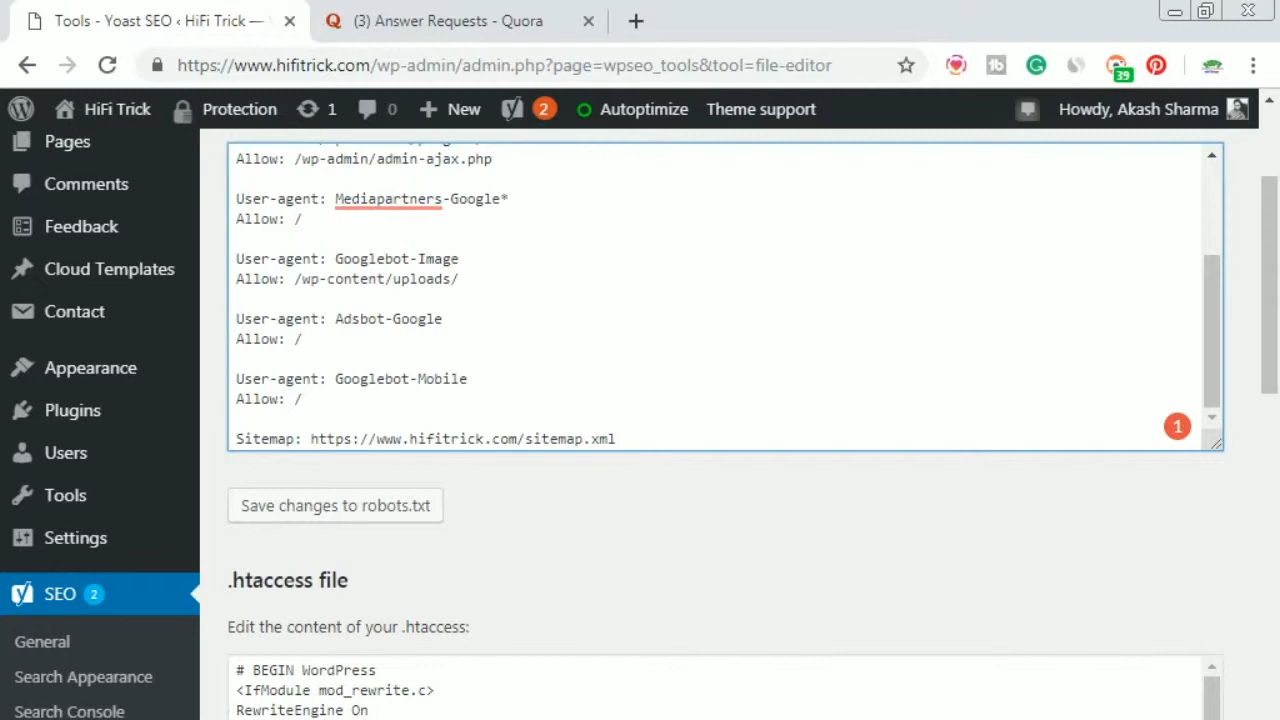 Tools - Yoast SEO ‹ HiFi Trick —
(3) Answer Requests - Quora
https://www.hifitrick.com/wp-admin/admin.php?page=wpseo_tools&tool=file-editor
39
HiFi Trick Protection 1 0 New 2 Autoptimize Theme support Howdy, Akash Sharma
Pages
Comments
Feedback
Cloud Templates
Contact
Appearance
Plugins
Users
Tools
Settings
SEO 2
General
Search Appearance
Search Console
Allow: /wp-admin/admin-ajax.php
User-agent: Mediapartners-Google*
Allow: /
User-agent: Googlebot-Image
Allow: /wp-content/uploads/
User-agent: Adsbot-Google
Allow: /
User-agent: Googlebot-Mobile
Allow: /
Sitemap: https://www.hifitrick.com/sitemap.xml
1
Save changes to robots.txt
.htaccess file
Edit the content of your .htaccess:
# BEGIN WordPress
<IfModule mod_rewrite.c>
RewriteEngine On